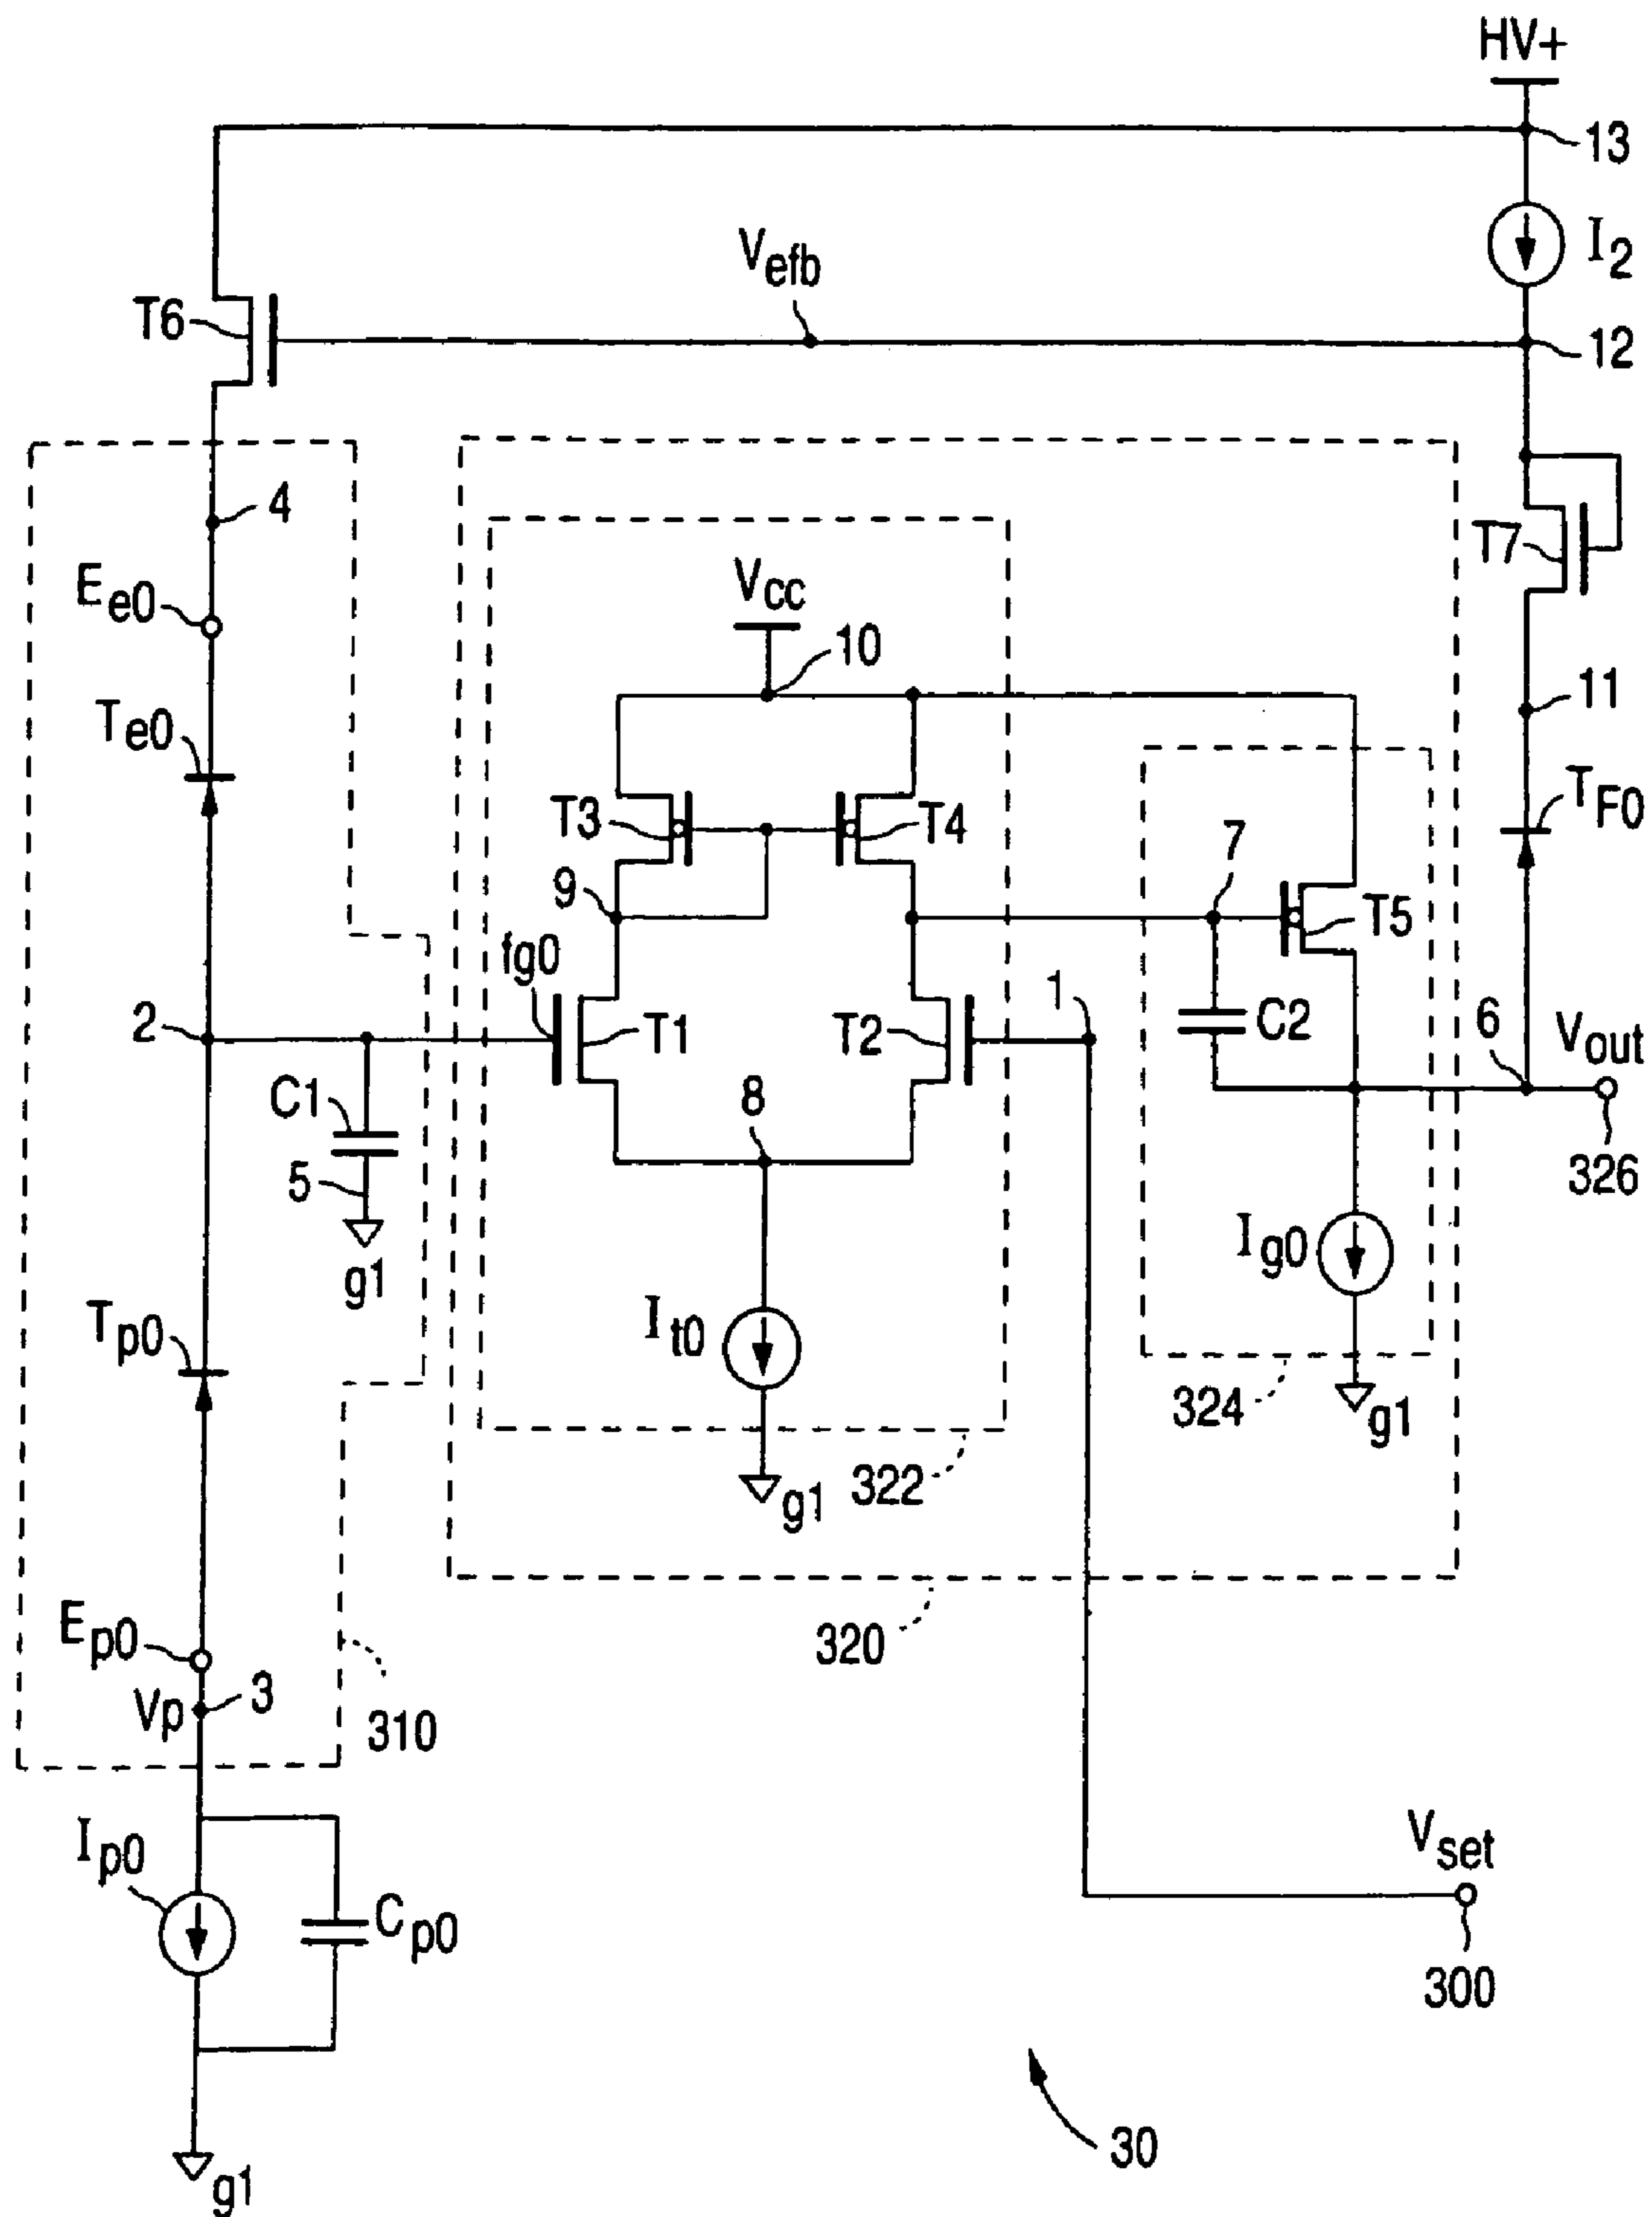 HV+
13
I2
Vefb
T6
12
4
T7
Ee0
Vcc
10
11
Te0
TF0
T3
T4
7
9
T5
fg0
1
2
T1
T2
C2
6
Vout
C1
8
5
326
g1
Ig0
It0
Tp0
324
g1
322
g1
320
Ep0
3
Vp
310
Ip0
Vset
Cp0
300
30
g1